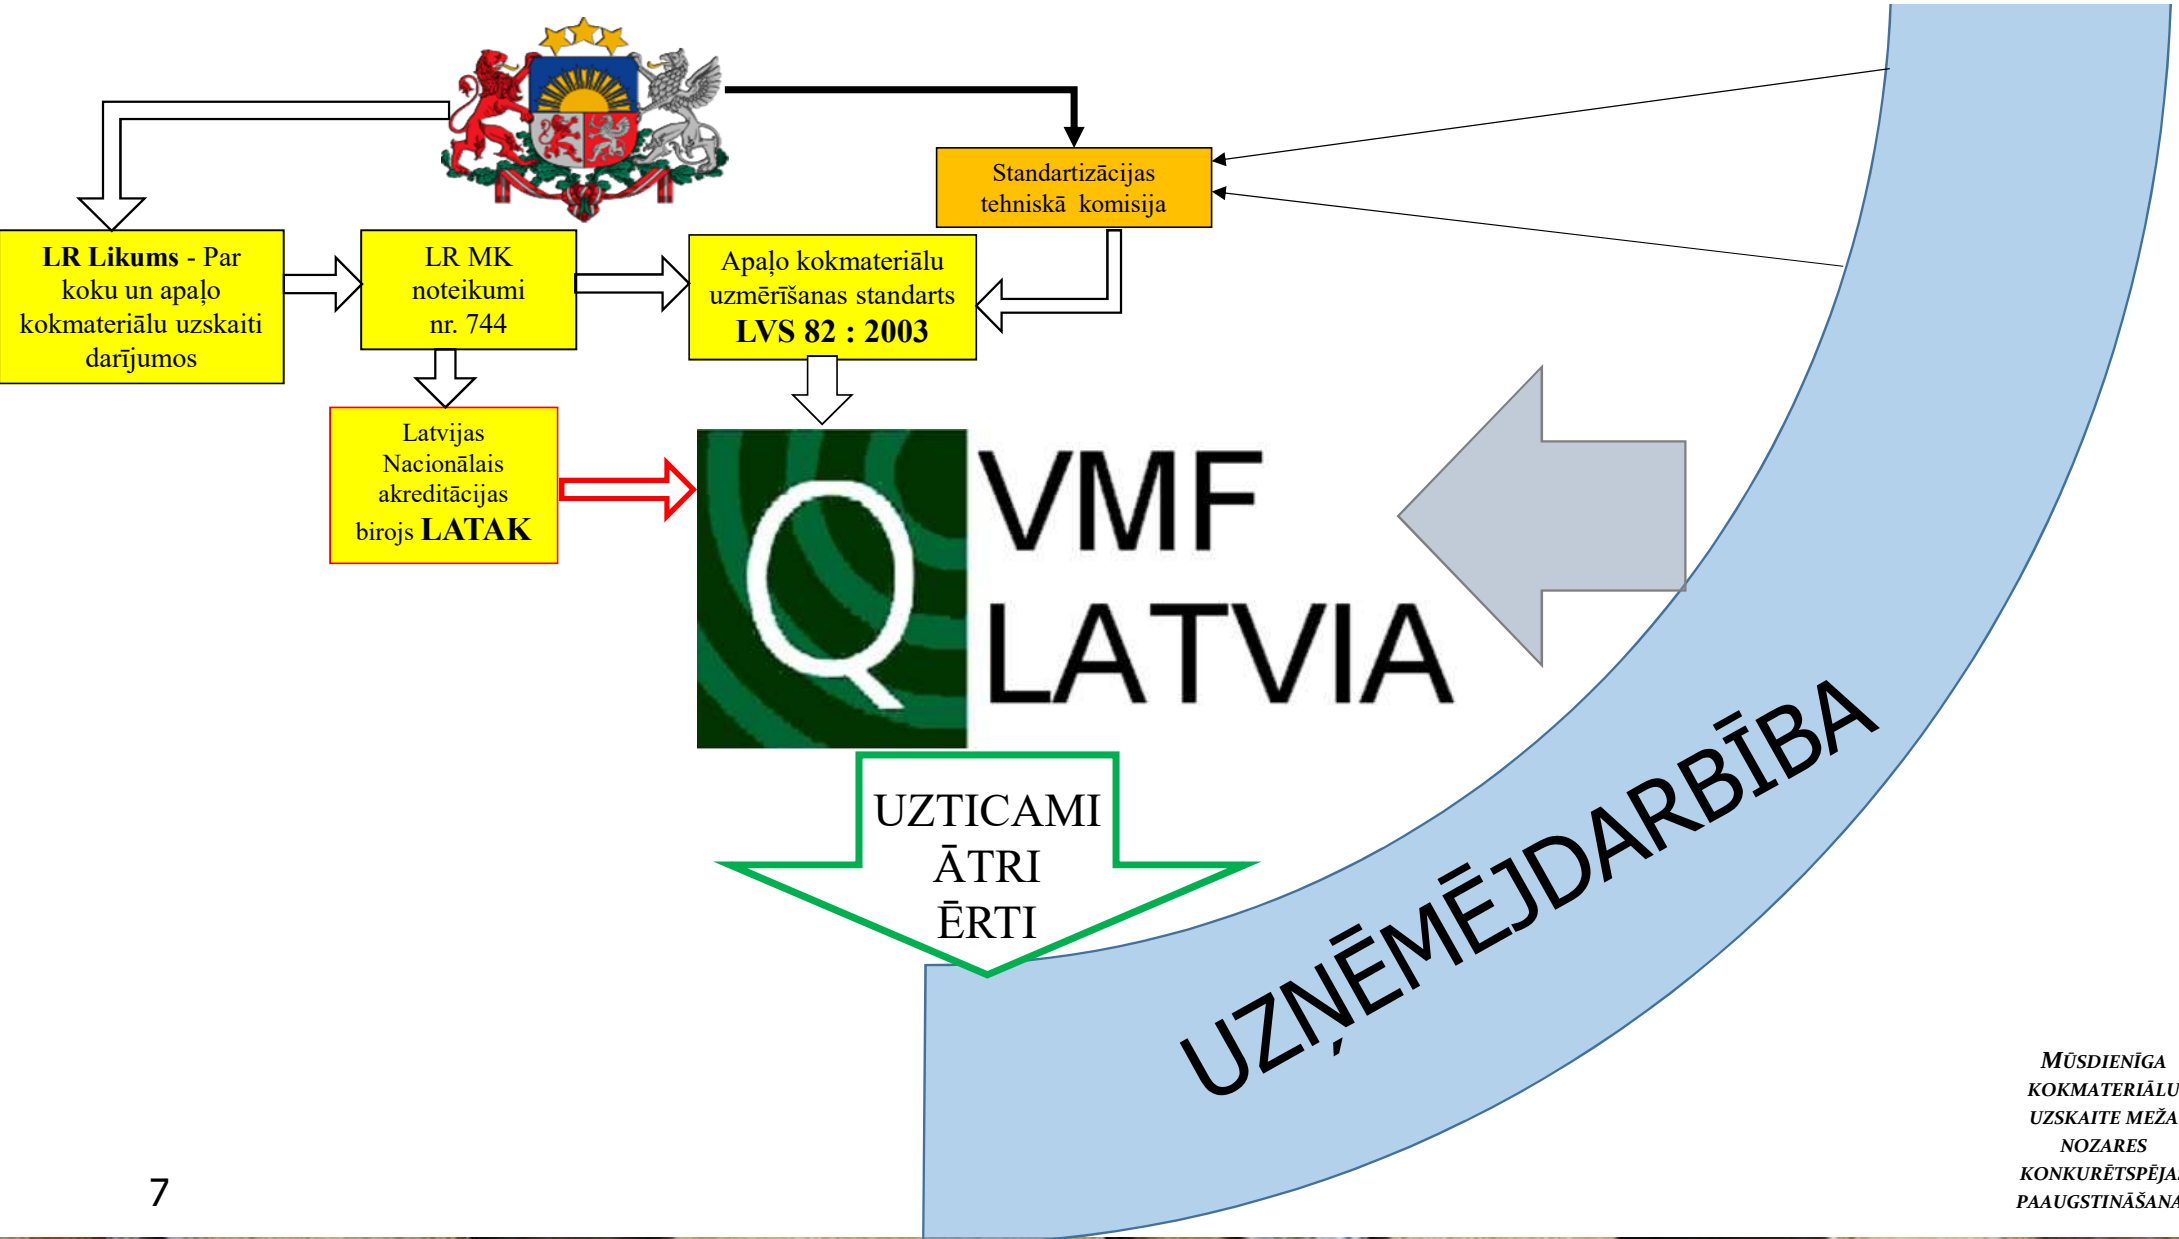 Standartizācijas
tehniskā komisija
LR Likums - Par
koku un apaļo
kokmateriālu uzskaiti
darījumos
LR MK
noteikumi
nr. 744
Apaļo kokmateriālu
uzmērīšanas standarts
LVS 82 : 2003
Latvijas
Nacionālais
akreditācijas
birojs LATAK
Q
VMF
LATVIA
UZTICAMI
ĀTRI
ĒRTI
UZŅĒMĒJDARBĪBA
MŪSDIENĪGA
KOKMATERIĀLU
UZSKAITE MEŽA
NOZARES
KONKURĒTSPĒJAS
PAAUGSTINĀŠANA
7